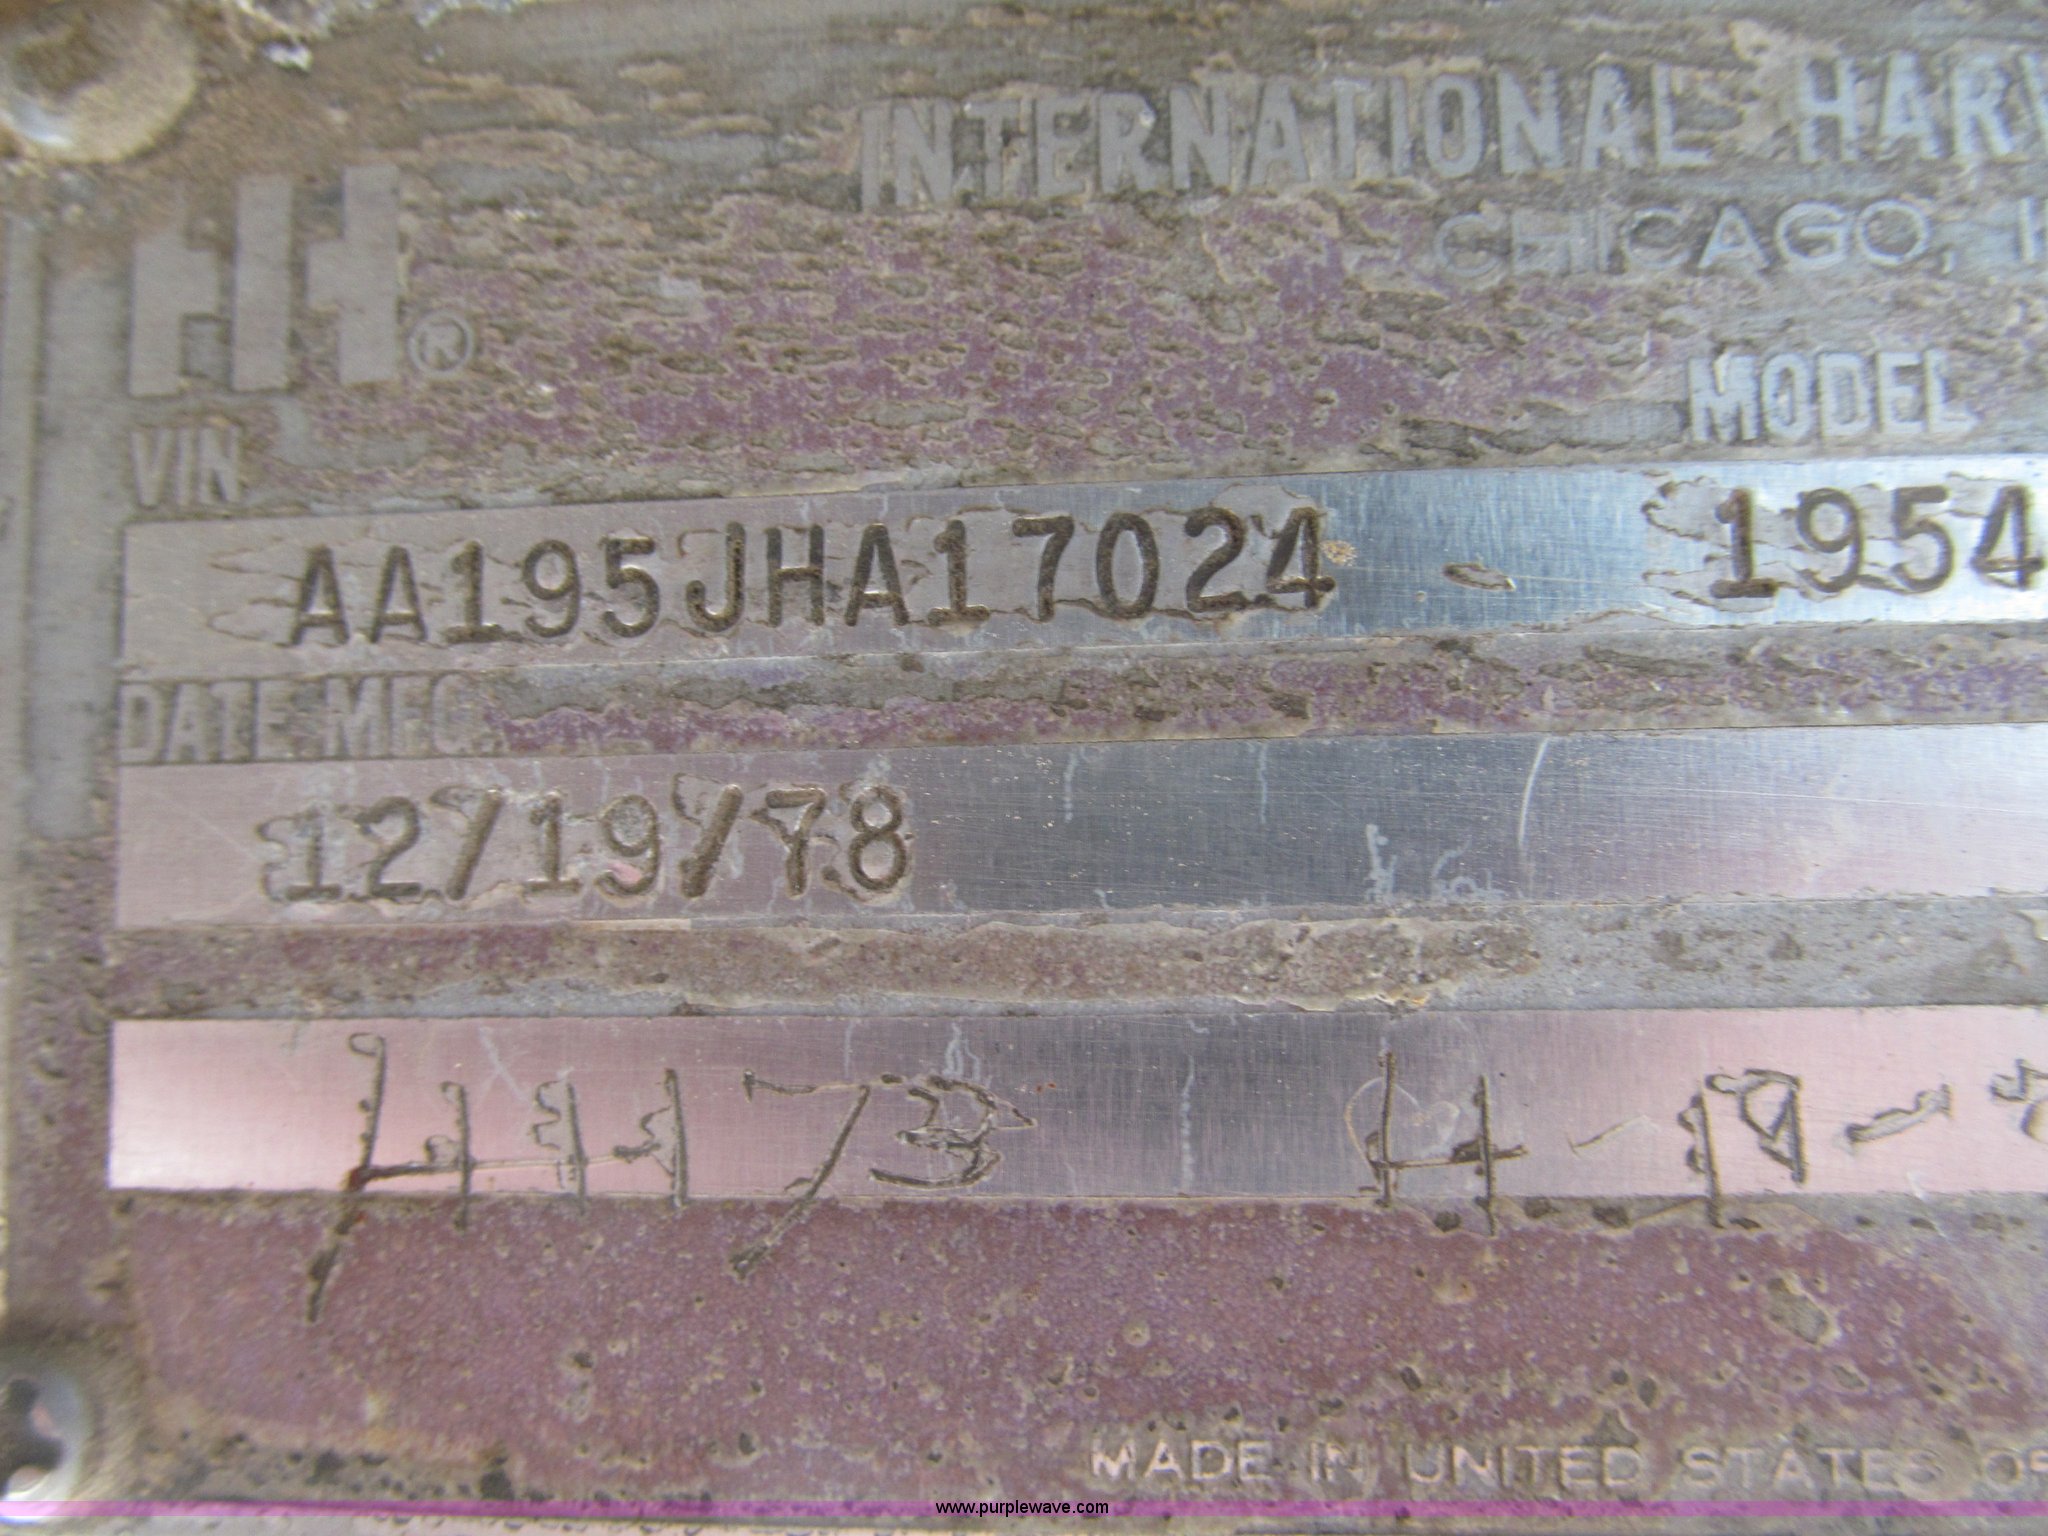 INTERNATIONAL HAR
CHICAGO, I
IH ®
MODEL
VIN
AA195JHA17024 1954
DATE MFG.
12/19/78
MADE IN UNITED STATES OF
www.purplewave.com